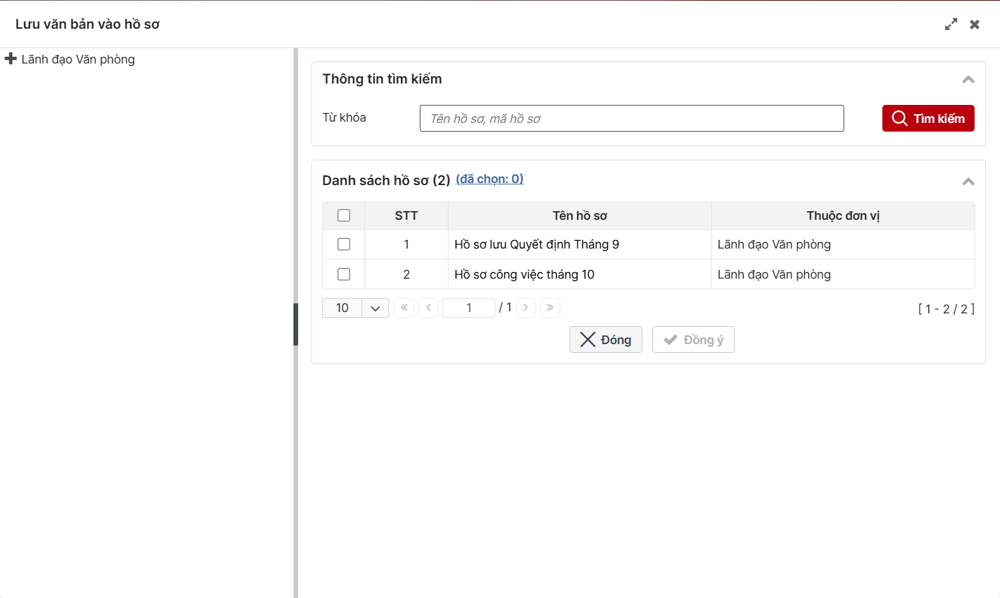 Lưu văn bản vào hồ sơ
Lãnh đạo Văn phòng
Thông tin tìm kiếm
Từ khóa
Tên hồ sơ, mã hồ sơ
Tìm kiếm
Danh sách hồ sơ (2) (đã chọn: 0)
STT Tên hồ sơ Thuộc đơn vị
1 Hồ sơ lưu Quyết định Tháng 9 Lãnh đạo Văn phòng
2 Hồ sơ công việc tháng 10 Lãnh đạo Văn phòng
10 « ‹ 1 / 1 › » [ 1 - 2 / 2 ]
Đóng Đồng ý